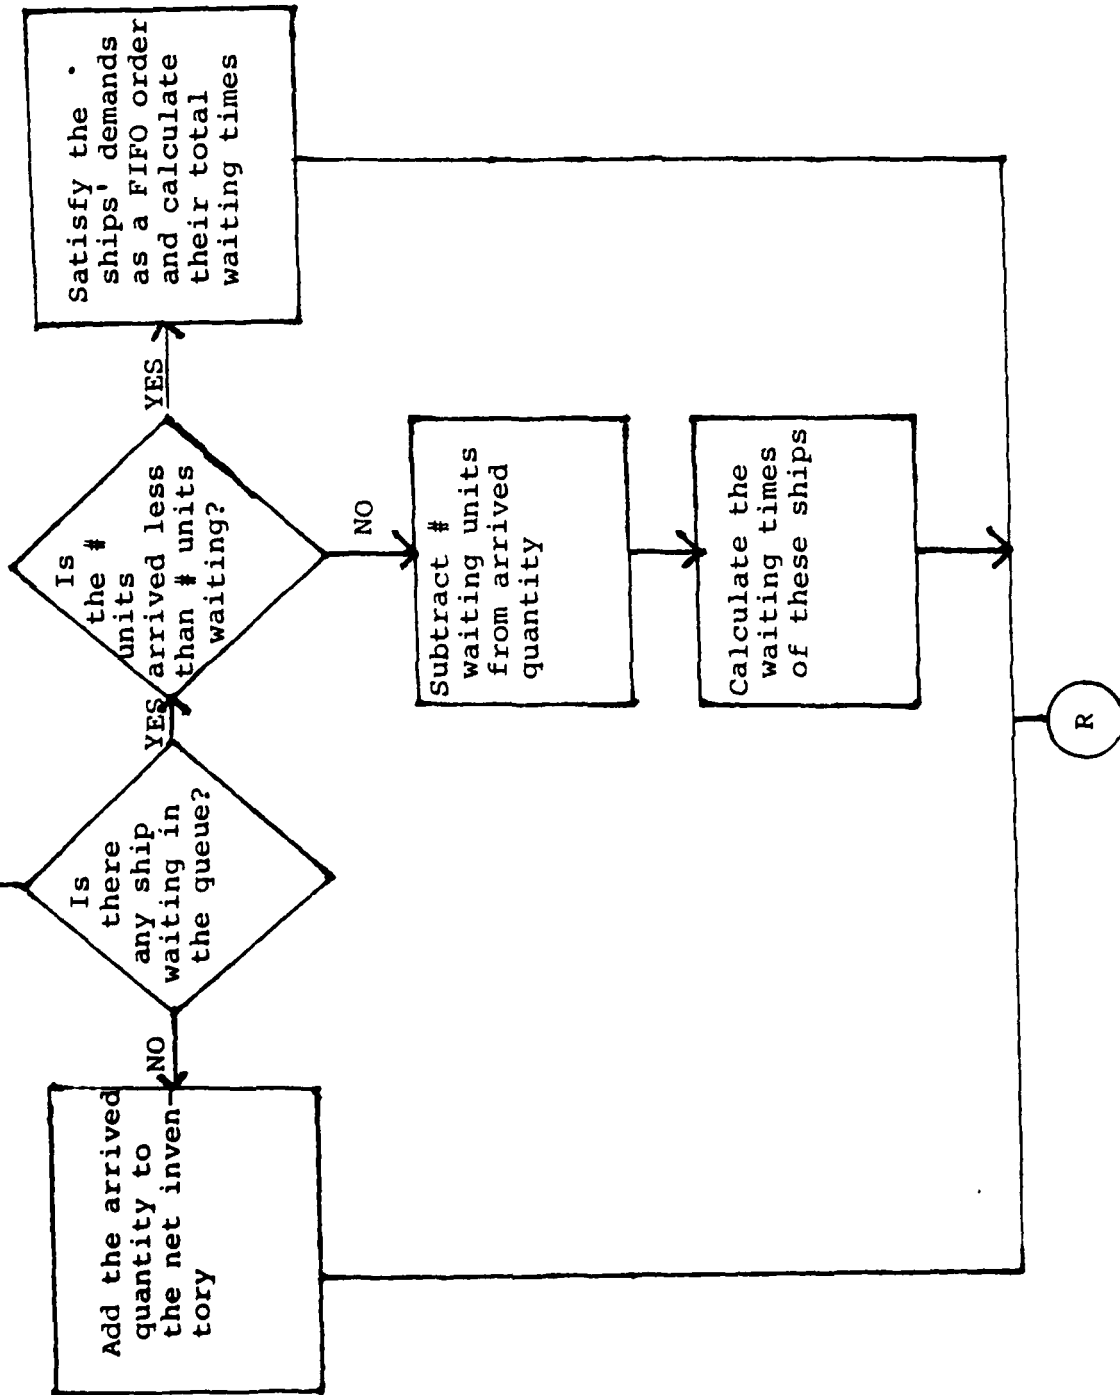 Is
there
any ship
waiting in
the queue?
NO
Add the arrived
quantity to
the net inven-
tory
YES
Is
the #
units
arrived less
than # units
waiting?
YES
Satisfy the
ships' demands
as a FIFO order
and calculate
their total
waiting times
NO
Subtract #
waiting units
from arrived
quantity
Calculate the
waiting times
of these ships
R